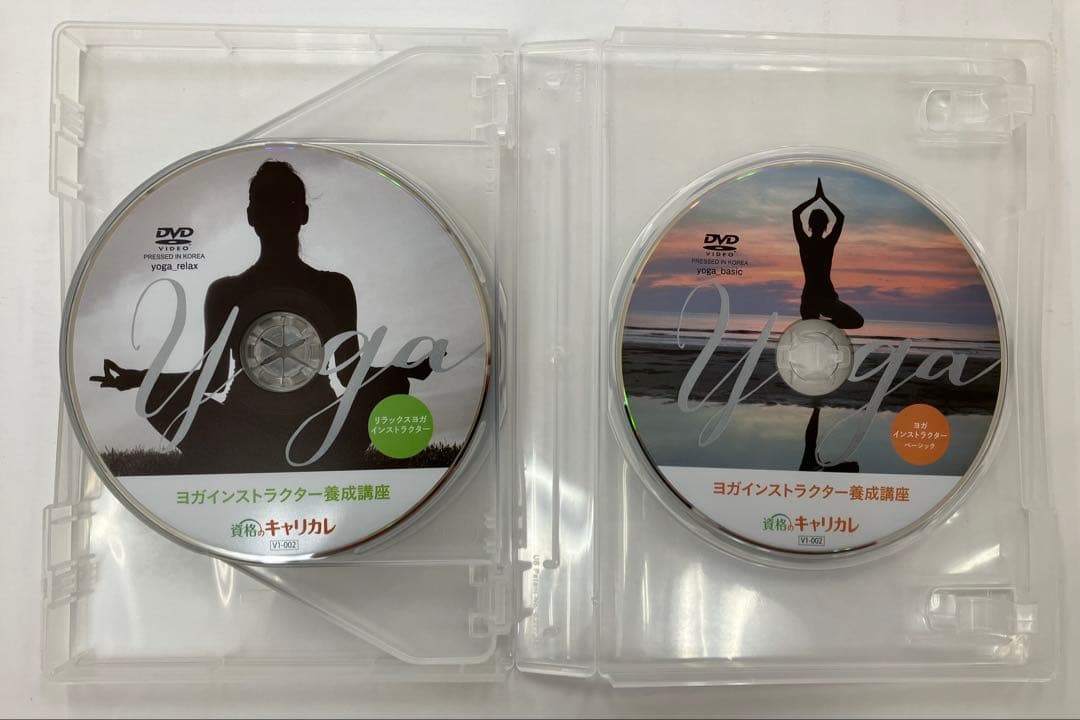 DVD
VIDEO
PRESSED IN KOREA
yoga_relax
Yoga
リラックスヨガ
インストラクター
ヨガインストラクター養成講座
資格のキャリカレ
V1-002
DVD
VIDEO
PRESSED IN KOREA
yoga_basic
Yoga
ヨガ
インストラクター
ベーシック
ヨガインストラクター養成講座
資格のキャリカレ
V1-002